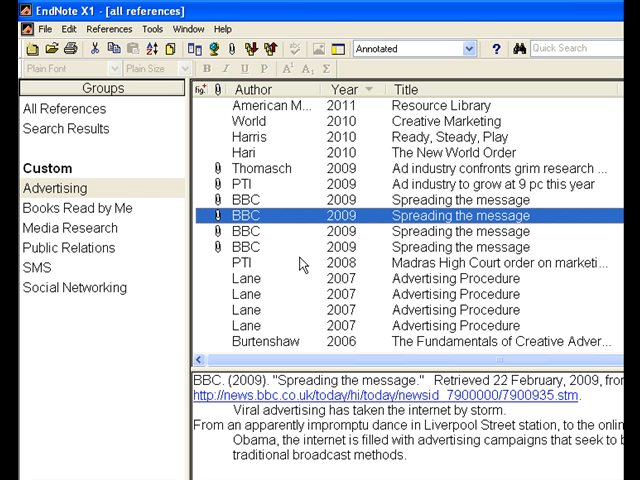 EndNote X1 - [all references]
File Edit References Tools Window Help
Annotated ? Quick Search
Plain Font Plain Size B I U P A1 A1 Σ
Groups
All References
Search Results
Custom
Advertising
Books Read by Me
Media Research
Public Relations
SMS
Social Networking
fig Author Year Title
American M... 2011 Resource Library
World 2010 Creative Marketing
Harris 2010 Ready, Steady, Play
Hari 2010 The New World Order
Thomasch 2009 Ad industry confronts grim research ...
PTI 2009 Ad industry to grow at 9 pc this year
BBC 2009 Spreading the message
BBC 2009 Spreading the message
BBC 2009 Spreading the message
BBC 2009 Spreading the message
PTI 2008 Madras High Court order on marketi...
Lane 2007 Advertising Procedure
Lane 2007 Advertising Procedure
Lane 2007 Advertising Procedure
Lane 2007 Advertising Procedure
Burtenshaw 2006 The Fundamentals of Creative Adver...
BBC. (2009). "Spreading the message." Retrieved 22 February, 2009, from
http://news.bbc.co.uk/today/hi/today/newsid_7900000/7900935.stm.
Viral advertising has taken the internet by storm.
From an apparently impromptu dance in Liverpool Street station, to the online
Obama, the internet is filled with advertising campaigns that seek to b
traditional broadcast methods.